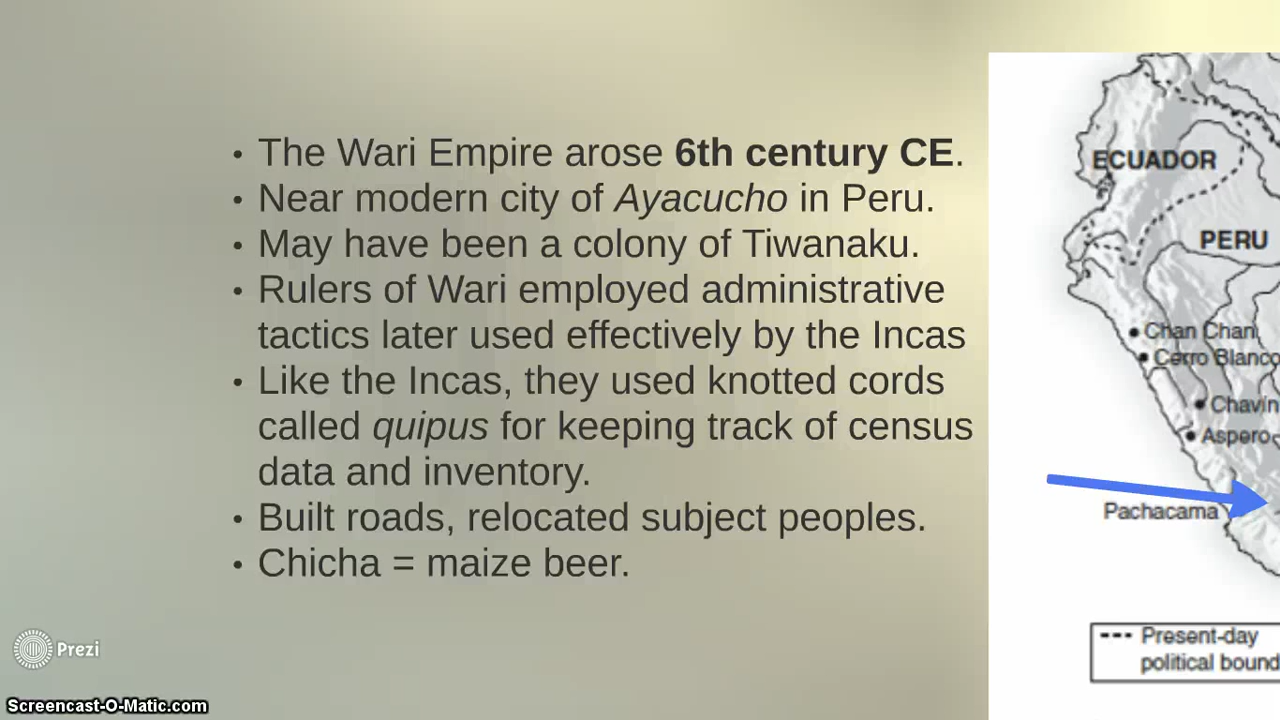 • The Wari Empire arose 6th century CE.
• Near modern city of Ayacucho in Peru.
• May have been a colony of Tiwanaku.
• Rulers of Wari employed administrative
tactics later used effectively by the Incas
• Like the Incas, they used knotted cords
called quipus for keeping track of census
data and inventory.
• Built roads, relocated subject peoples.
• Chicha = maize beer.
ECUADOR
PERU
Chan Chan
Cerro Blanco
Chavín
Aspero
Pachacama
Present-day
political bound
Prezi
Screencast-O-Matic.com